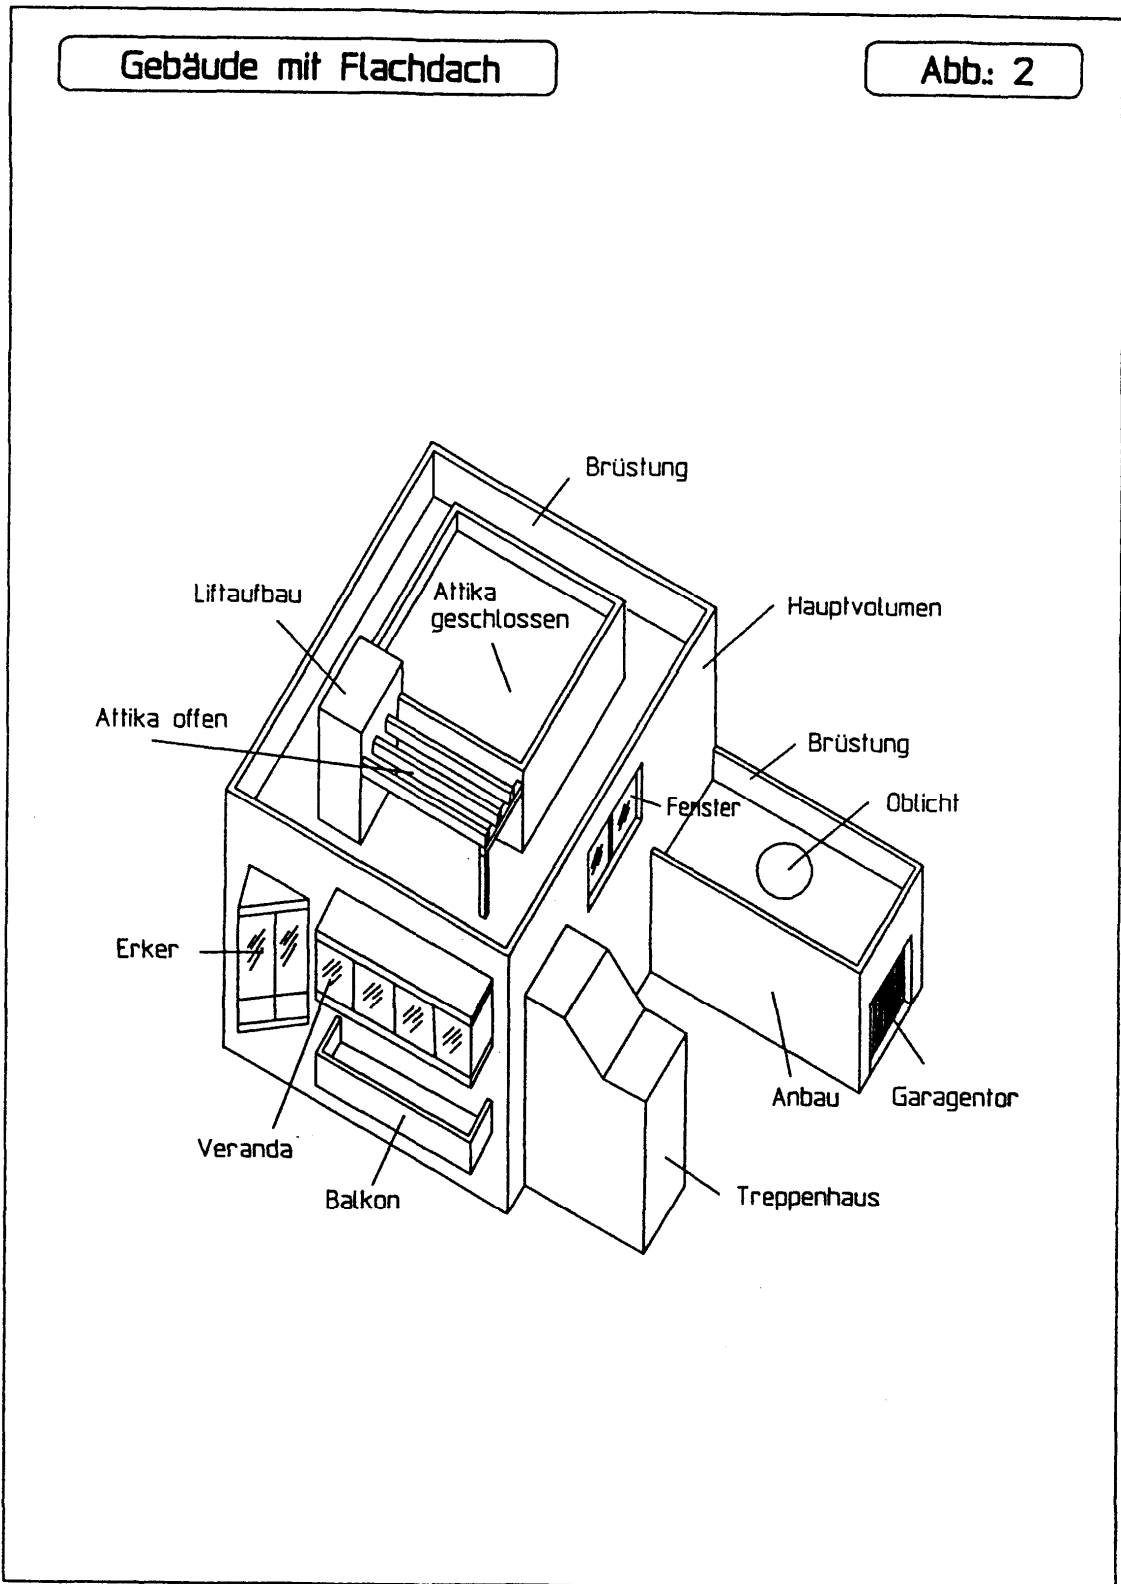 Gebäude mit Flachdach
Abb.: 2
Brüstung
Liftaufbau
Attika
geschlossen
Hauptvolumen
Attika offen
Brüstung
Fenster
Oblicht
Erker
Anbau
Garagentor
Veranda
Balkon
Treppenhaus